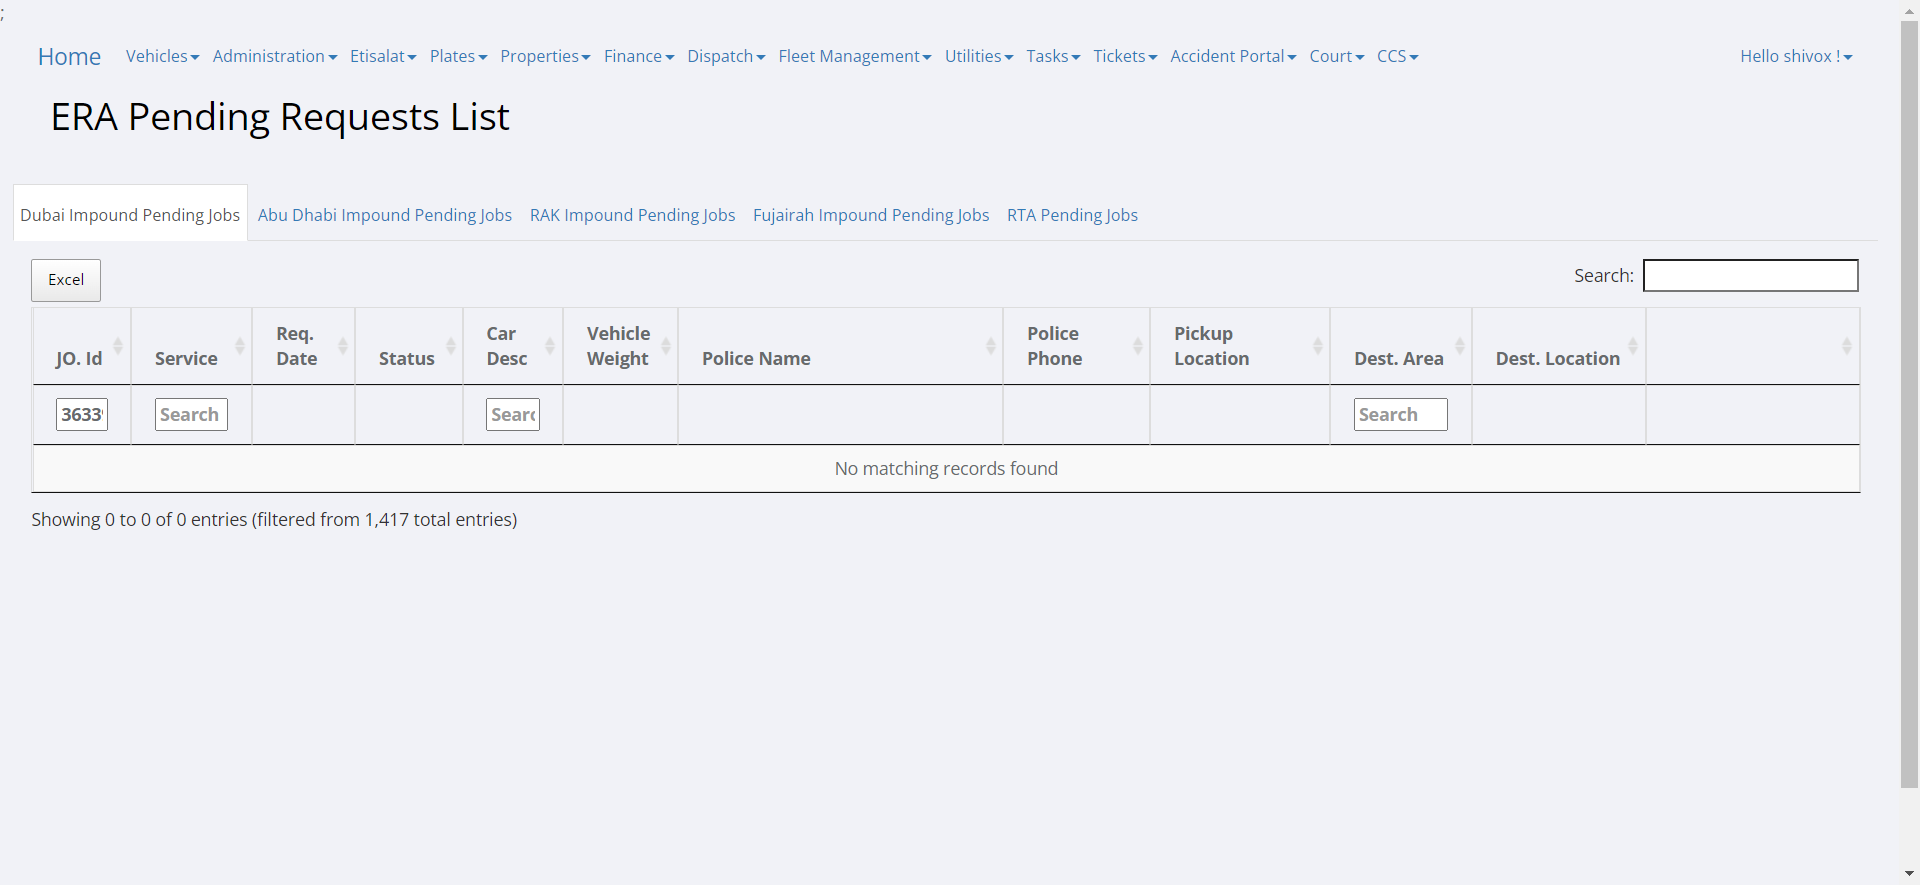 ;
Home Vehicles Administration Etisalat Plates Properties Finance Dispatch Fleet Management Utilities Tasks Tickets Accident Portal Court CCS Hello shivox !
ERA Pending Requests List
Dubai Impound Pending Jobs Abu Dhabi Impound Pending Jobs RAK Impound Pending Jobs Fujairah Impound Pending Jobs RTA Pending Jobs
Excel Search:
JO. Id Service Req. Date Status Car Desc Vehicle Weight Police Name Police Phone Pickup Location Dest. Area Dest. Location
3633 Search Search
No matching records found
Showing 0 to 0 of 0 entries (filtered from 1,417 total entries)